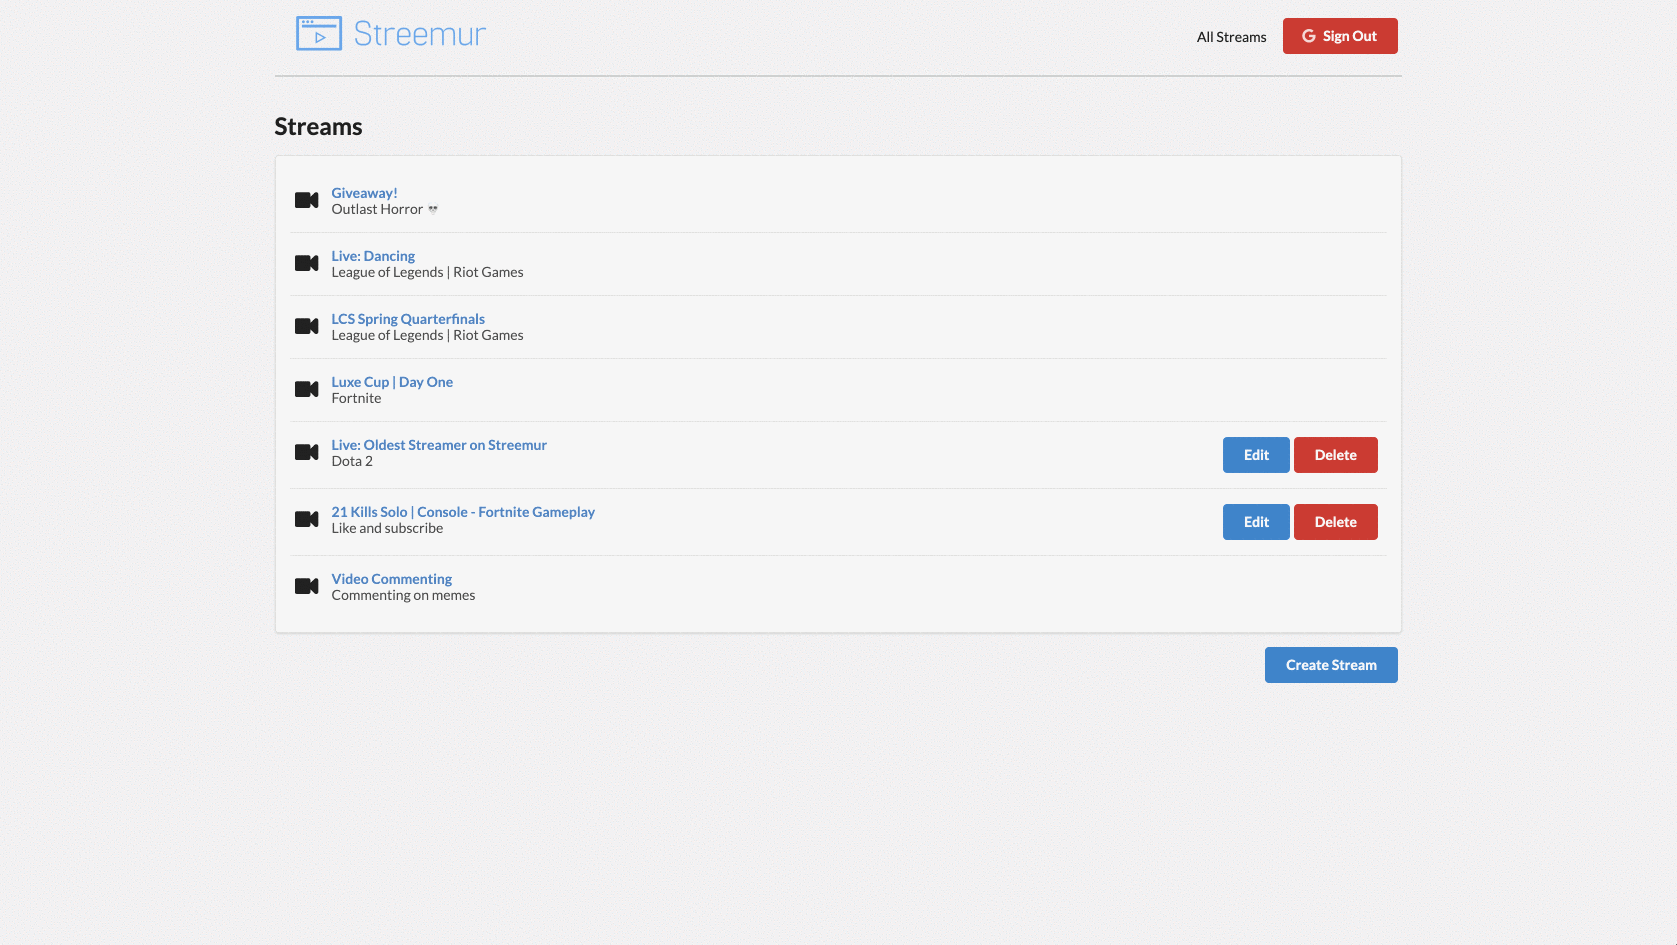 Streemur
All Streams
Sign Out
Streams
Giveaway!
Outlast Horror 💀
Live: Dancing
League of Legends | Riot Games
LCS Spring Quarterfinals
League of Legends | Riot Games
Luxe Cup | Day One
Fortnite
Live: Oldest Streamer on Streemur
Dota 2
Edit
Delete
21 Kills Solo | Console - Fortnite Gameplay
Like and subscribe
Edit
Delete
Video Commenting
Commenting on memes
Create Stream